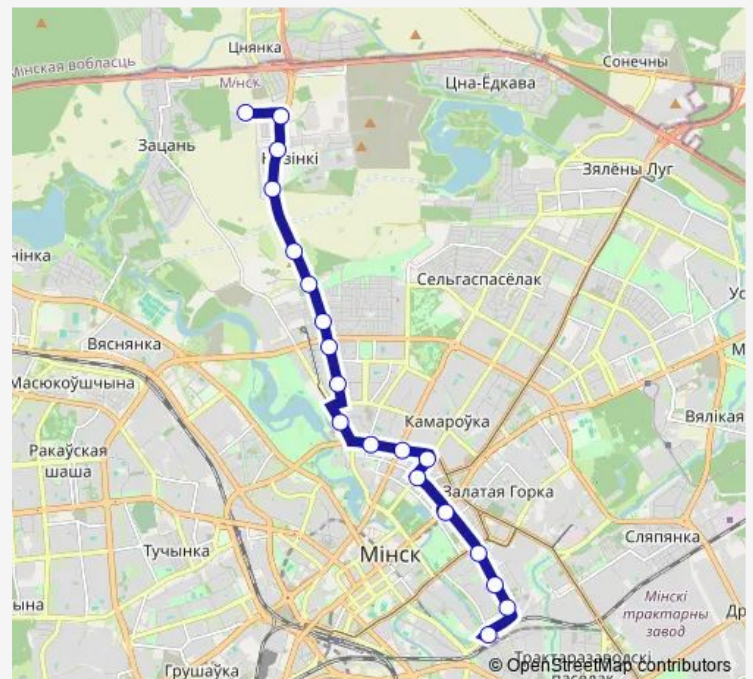 Цнянка
Мінская вобласць
Мінск
Сонечны
Цна-Ёдкава
Зацань
Зялёны Луг
Сельгаспасёлак
Вяснянка
Масюкоўшчына
Камароўка
Вялікая
Ракаўская
шаша
Залатая Горка
Сляпянка
Тучынка
Мінск
Мінскі
трактарны
завод
Грушаўка
© OpenStreetMap contributors